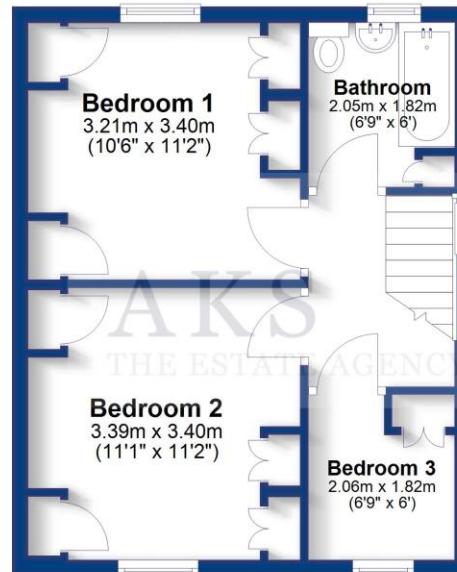 Bedroom 1
3.21m x 3.40m
(10'6" x 11'2")
Bathroom
2.05m x 1.82m
(6'9" x 6')
AKS
THE ESTATE AGENCY
Bedroom 2
3.39m x 3.40m
(11'1" x 11'2")
Bedroom 3
2.06m x 1.82m
(6'9" x 6')